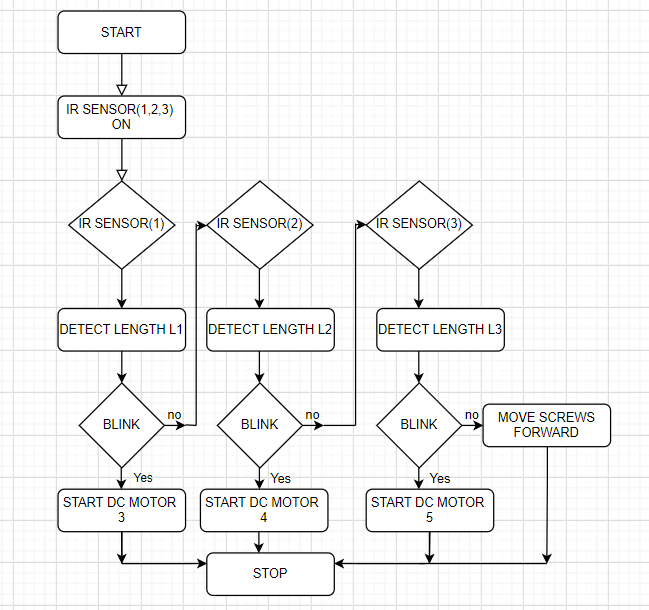 START
IR SENSOR(1,2,3)
ON
IR SENSOR(1)
IR SENSOR(2)
IR SENSOR(3)
DETECT LENGTH L1
DETECT LENGTH L2
DETECT LENGTH L3
BLINK
no
BLINK
no
BLINK
no
MOVE SCREWS
FORWARD
Yes
Yes
Yes
START DC MOTOR
3
START DC MOTOR
4
START DC MOTOR
5
STOP